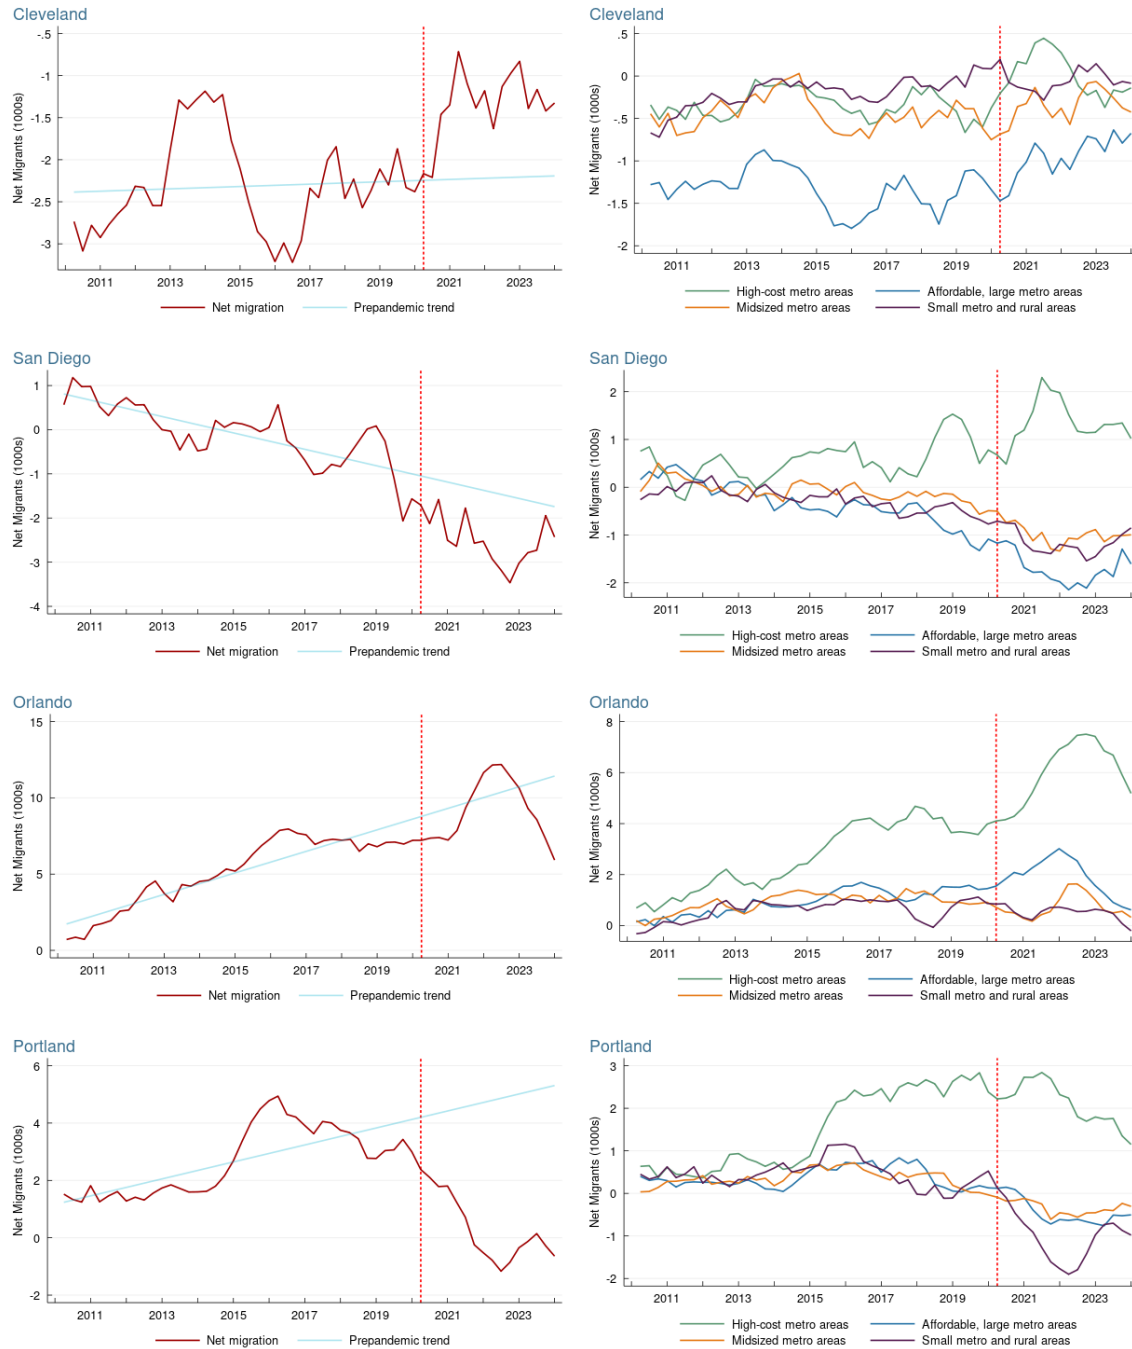 Cleveland
Net Migrants (1000s)
-.5
-1
-1.5
-2
-2.5
-3
2011 2013 2015 2017 2019 2021 2023
Net migration Prepandemic trend
Cleveland
Net Migrants (1000s)
.5
0
-.5
-1
-1.5
-2
2011 2013 2015 2017 2019 2021 2023
High-cost metro areas Affordable, large metro areas
Midsized metro areas Small metro and rural areas
San Diego
Net Migrants (1000s)
1
0
-1
-2
-3
-4
2011 2013 2015 2017 2019 2021 2023
Net migration Prepandemic trend
San Diego
Net Migrants (1000s)
2
1
0
-1
-2
2011 2013 2015 2017 2019 2021 2023
High-cost metro areas Affordable, large metro areas
Midsized metro areas Small metro and rural areas
Orlando
Net Migrants (1000s)
15
10
5
0
2011 2013 2015 2017 2019 2021 2023
Net migration Prepandemic trend
Orlando
Net Migrants (1000s)
8
6
4
2
0
2011 2013 2015 2017 2019 2021 2023
High-cost metro areas Affordable, large metro areas
Midsized metro areas Small metro and rural areas
Portland
Net Migrants (1000s)
6
4
2
0
-2
2011 2013 2015 2017 2019 2021 2023
Net migration Prepandemic trend
Portland
Net Migrants (1000s)
3
2
1
0
-1
-2
2011 2013 2015 2017 2019 2021 2023
High-cost metro areas Affordable, large metro areas
Midsized metro areas Small metro and rural areas